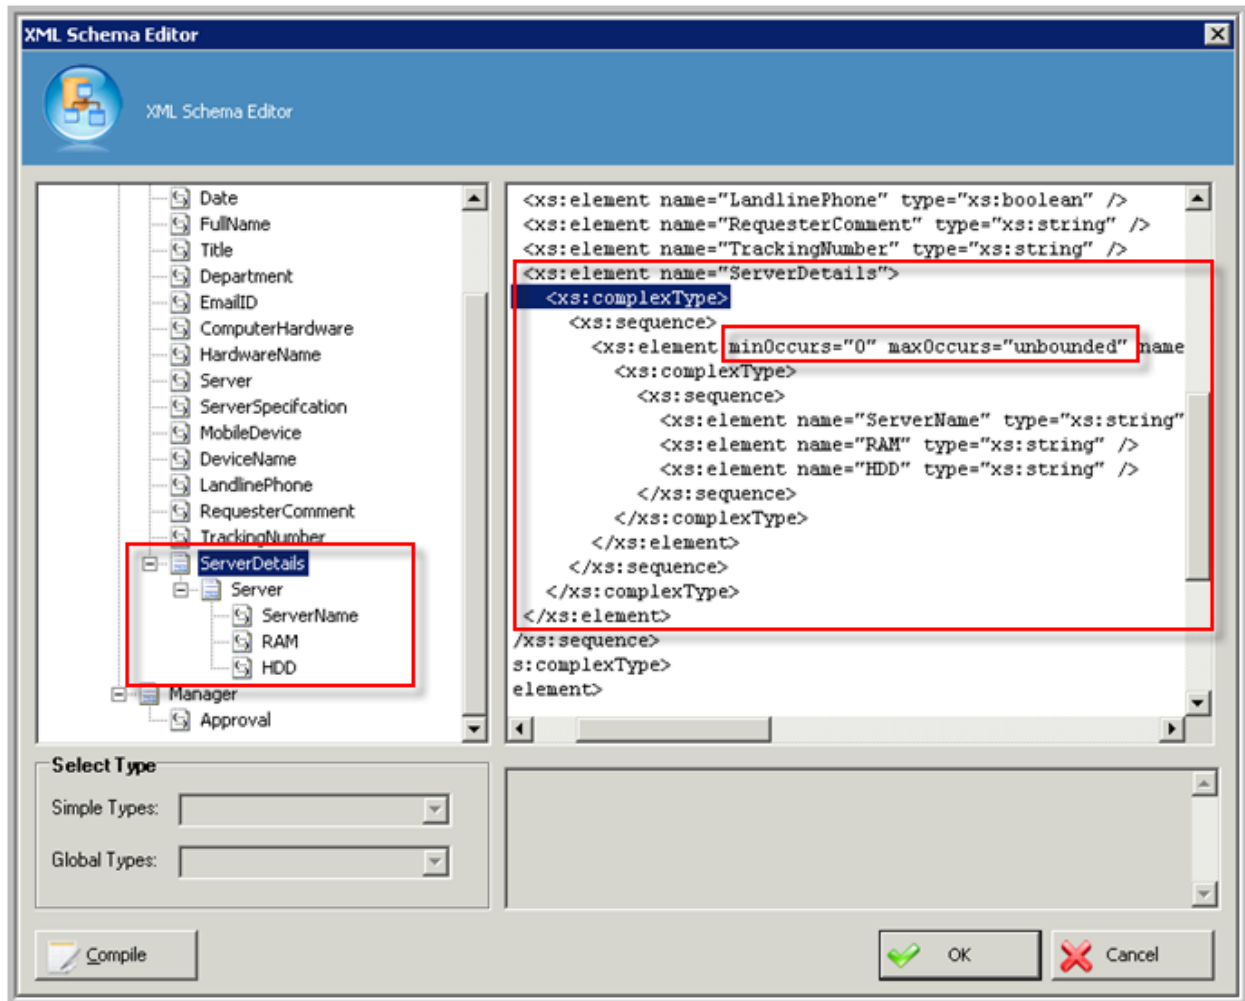 XML Schema Editor
XML Schema Editor
Date
FullName
Title
Department
EmailID
ComputerHardware
HardwareName
Server
ServerSpecifcation
MobileDevice
DeviceName
LandlinePhone
RequesterComment
TrackingNumber
ServerDetails
Server
ServerName
RAM
HDD
Manager
Approval
<xs:element name="LandlinePhone" type="xs:boolean" />
<xs:element name="RequesterComment" type="xs:string" />
<xs:element name="TrackingNumber" type="xs:string" />
<xs:element name="ServerDetails">
<xs:complexType>
<xs:sequence>
<xs:element minOccurs="0" maxOccurs="unbounded" name
<xs:complexType>
<xs:sequence>
<xs:element name="ServerName" type="xs:string"
<xs:element name="RAM" type="xs:string" />
<xs:element name="HDD" type="xs:string" />
</xs:sequence>
</xs:complexType>
</xs:element>
</xs:sequence>
</xs:complexType>
</xs:element>
/xs:sequence>
s:complexType>
element>
Select Type
Simple Types:
Global Types:
Compile
OK
Cancel